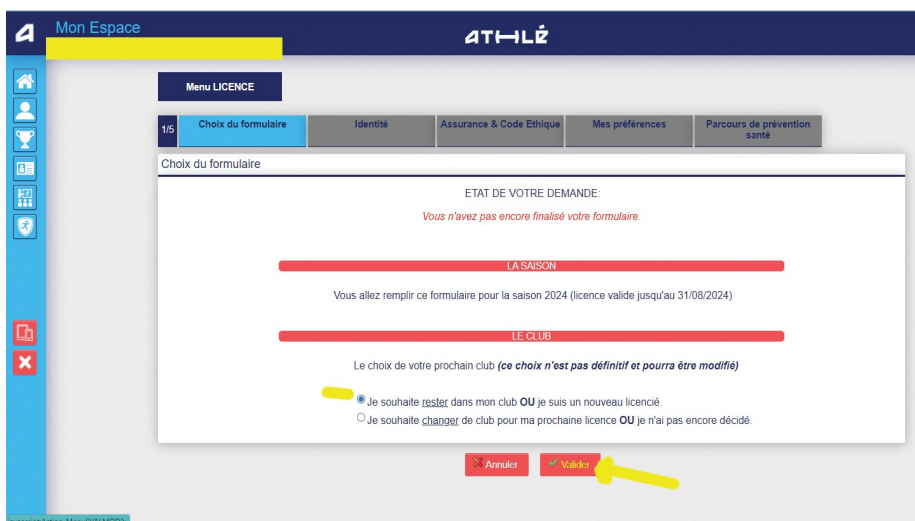 Mon Espace
ATHLÉ
Menu LICENCE
1/5
Choix du formulaire
Identité
Assurance & Code Ethique
Mes préférences
Parcours de prévention
santé
Choix du formulaire
ETAT DE VOTRE DEMANDE:
Vous n'avez pas encore finalisé votre formulaire.
LA SAISON
Vous allez remplir ce formulaire pour la saison 2024 (licence valide jusqu'au 31/08/2024)
LE CLUB
Le choix de votre prochain club (ce choix n'est pas définitif et pourra être modifié)
Je souhaite rester dans mon club OU je suis un nouveau licencié.
Je souhaite changer de club pour ma prochaine licence OU je n'ai pas encore décidé.
Annuler
Valider